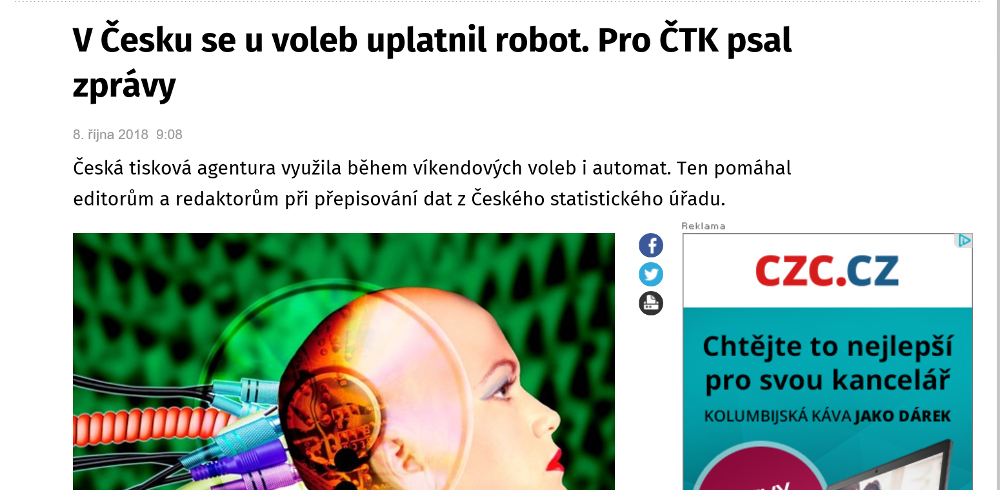 V Česku se u voleb uplatnil robot. Pro ČTK psal
zprávy
8. října 2018 9:08
Česká tisková agentura využila během víkendových voleb i automat. Ten pomáhal
editorům a redaktorům při přepisování dat z Českého statistického úřadu.
Reklama
CZC.CZ
Chtějte to nejlepší
pro svou kancelář
KOLUMBIJSKÁ KÁVA JAKO DÁREK